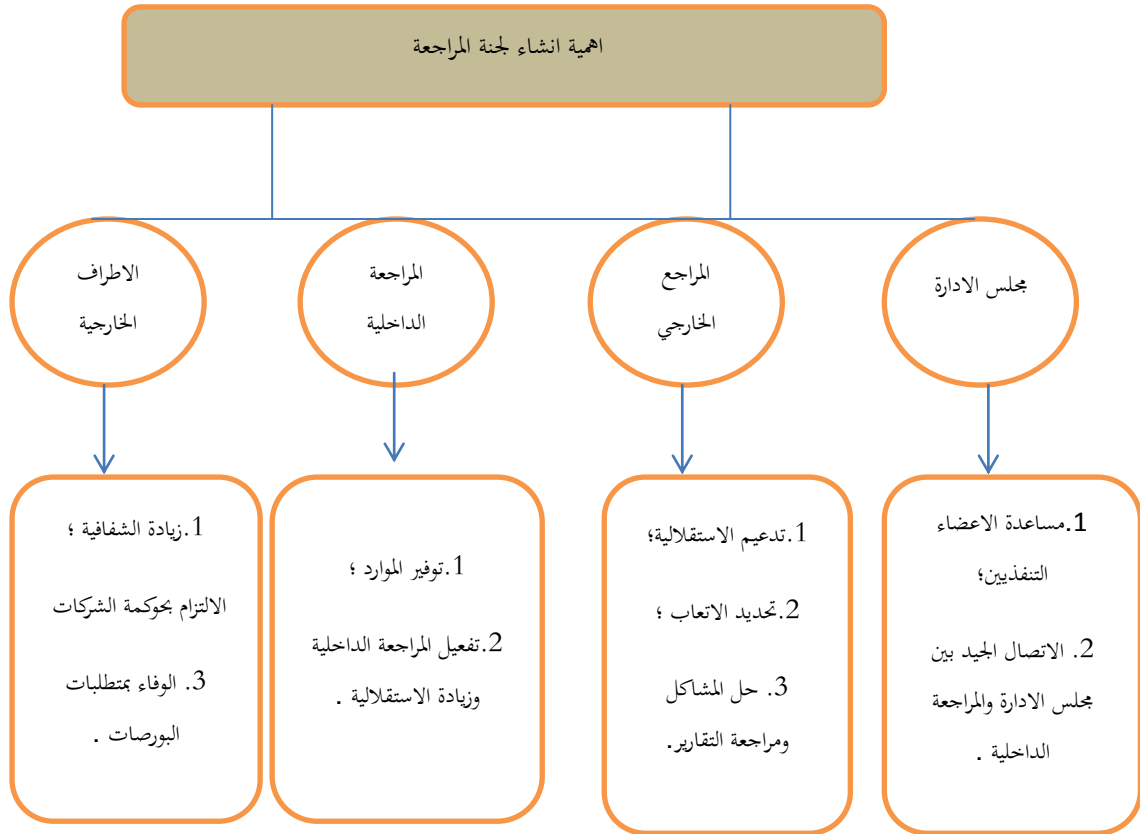 اهمية انشاء لجنة المراجعة
مجلس الادارة
المراجع
الخارجي
المراجعة
الداخلية
الاطراف
الخارجية
1.مساعدة الاعضاء
التنفذيين؛
2. الاتصال الجيد بين
مجلس الادارة والمراجعة
الداخلية .
1.تدعيم الاستقلالية؛
2.تحديد الاتعاب ؛
3. حل المشاكل
ومراجعة التقارير.
1.توفير الموارد ؛
2.تفعيل المراجعة الداخلية
وزيادة الاستقلالية .
1.زيادة الشفافية ؛
الالتزام بحوكمة الشركات
3. الوفاء بمتطلبات
البورصات .